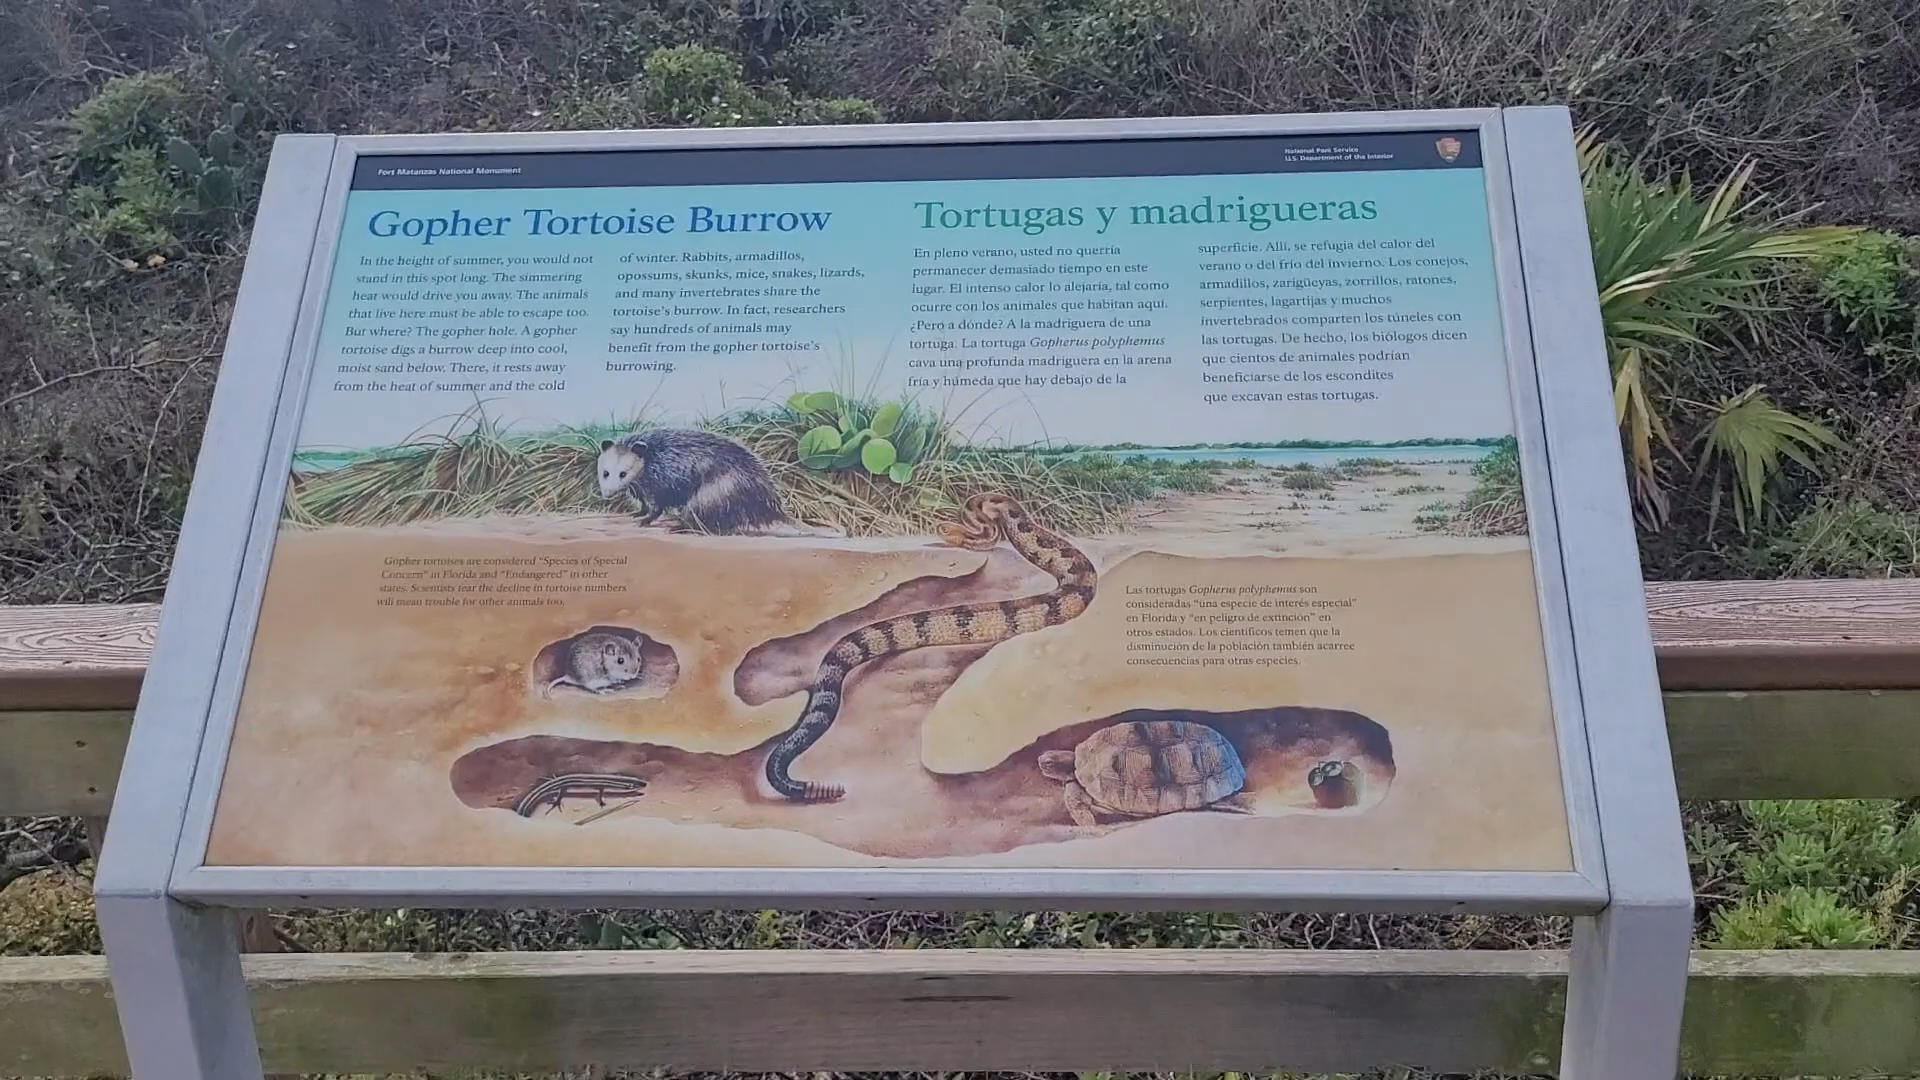 Fort Matanzas National Monument
National Park Service
U.S. Department of the Interior
Gopher Tortoise Burrow
In the height of summer, you would not
stand in this spot long. The simmering
heat would drive you away. The animals
that live here must be able to escape too.
But where? The gopher hole. A gopher
tortoise digs a burrow deep into cool,
moist sand below. There, it rests away
from the heat of summer and the cold
of winter. Rabbits, armadillos,
opossums, skunks, mice, snakes, lizards,
and many invertebrates share the
tortoise's burrow. In fact, researchers
say hundreds of animals may
benefit from the gopher tortoise's
burrowing.
Tortugas y madrigueras
En pleno verano, usted no querría
permanecer demasiado tiempo en este
lugar. El intenso calor lo alejaría, tal como
ocurre con los animales que habitan aquí.
¿Pero a dónde? A la madriguera de una
tortuga. La tortuga Gopherus polyphemus
cava una profunda madriguera en la arena
fría y húmeda que hay debajo de la
superficie. Allí, se refugia del calor del
verano o del frío del invierno. Los conejos,
armadillos, zarigüeyas, zorrillos, ratones,
serpientes, lagartijas y muchos
invertebrados comparten los túneles con
las tortugas. De hecho, los biólogos dicen
que cientos de animales podrían
beneficiarse de los escondites
que excavan estas tortugas.
Gopher tortoises are considered "Species of Special
Concern" in Florida and "Endangered" in other
states. Scientists fear the decline in tortoise numbers
will mean trouble for other animals too.
Las tortugas Gopherus polyphemus son
consideradas "una especie de interés especial"
en Florida y "en peligro de extinción" en
otros estados. Los científicos temen que la
disminución de la población también acarree
consecuencias para otras especies.